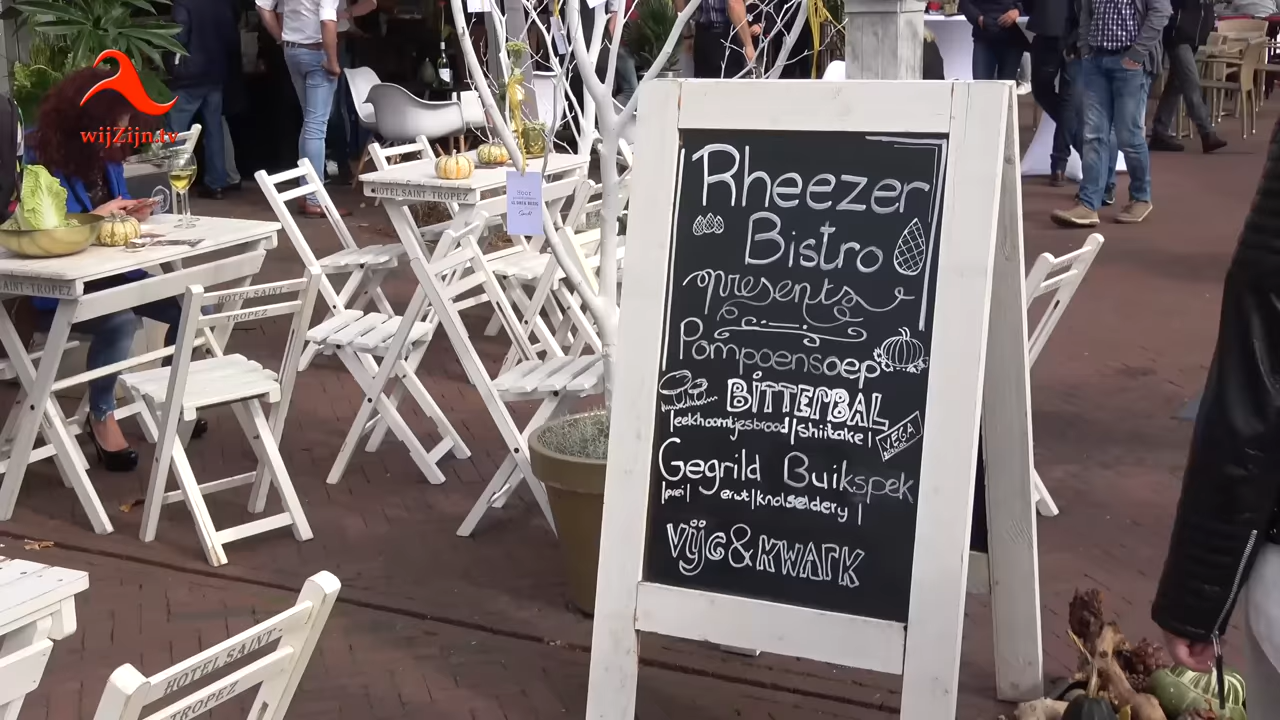 wijZijn.tv
HOTEL SAINT-TROPEZ
SAINT-TROPEZ
HOTEL SAINT-
TROPEZ
Rheezer
Bistro
presents
Pompoensoep
BITTERBAL
|eekhoorntjesbrood|shiitake|
VEGA
Gegrild Buikspek
|prei| erwt|knolseldery|
Vijg&KWARK
HOTEL SAINT-
TROPEZ